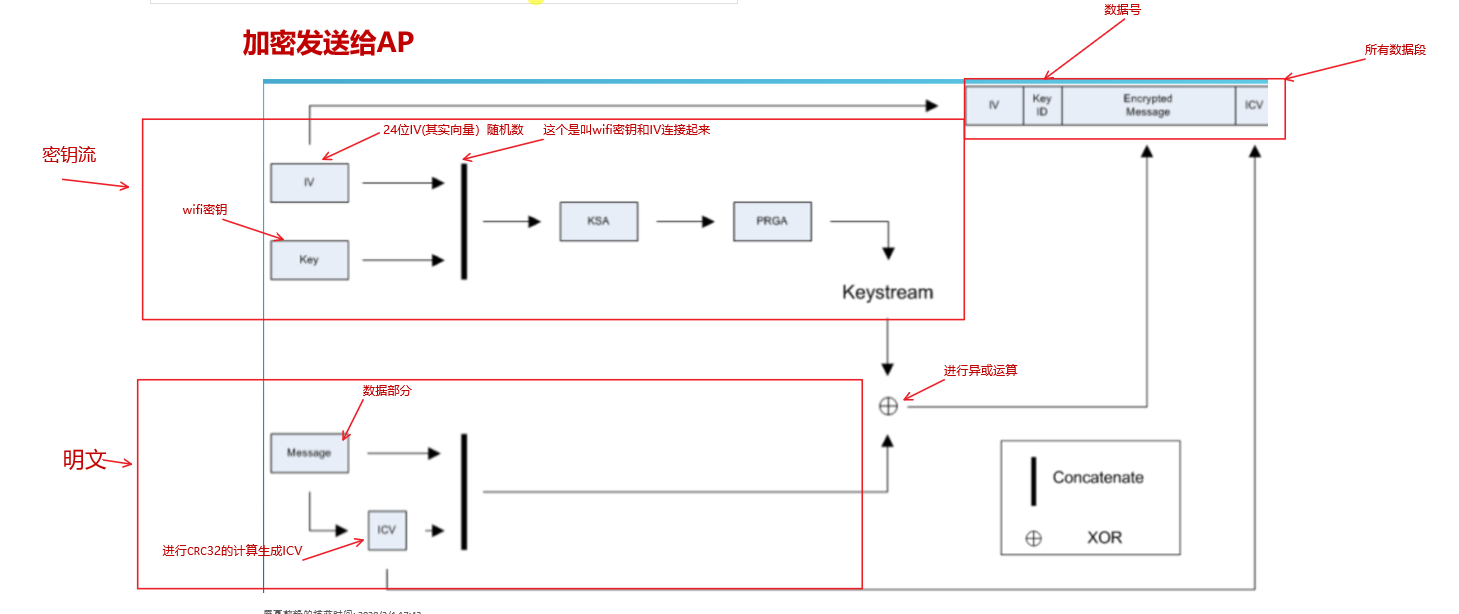 数据号
加密发送给AP
所有数据段
IV
Key
ID
Encrypted
Message
ICV
24位IV(其实向量) 随机数
这个是叫wifi密钥和IV连接起来
密钥流
IV
wifi密钥
KSA
PRGA
Key
Keystream
进行异或运算
数据部分
Message
明文
Concatenate
ICV
进行CRC32的计算生成ICV
XOR